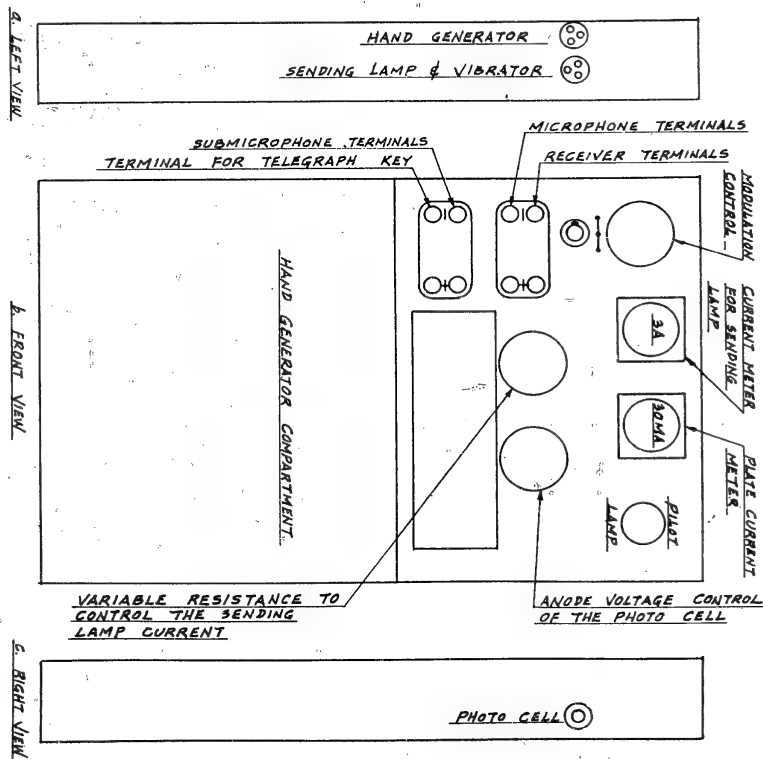 a. LEFT VIEW
HAND GENERATOR
SENDING LAMP & VIBRATOR
SUBMICROPHONE TERMINALS
TERMINAL FOR TELEGRAPH KEY
MICROPHONE TERMINALS
RECEIVER TERMINALS
MODULATION
CONTROL
CURRENT METER
FOR SENDING
LAMP
3A
30MA
PLATE CURRENT
METER
PILOT
LAMP
HAND GENERATOR COMPARTMENT
b. FRONT VIEW
VARIABLE RESISTANCE TO
CONTROL THE SENDING
LAMP CURRENT
ANODE VOLTAGE CONTROL
OF THE PHOTO CELL
c. RIGHT VIEW
PHOTO CELL